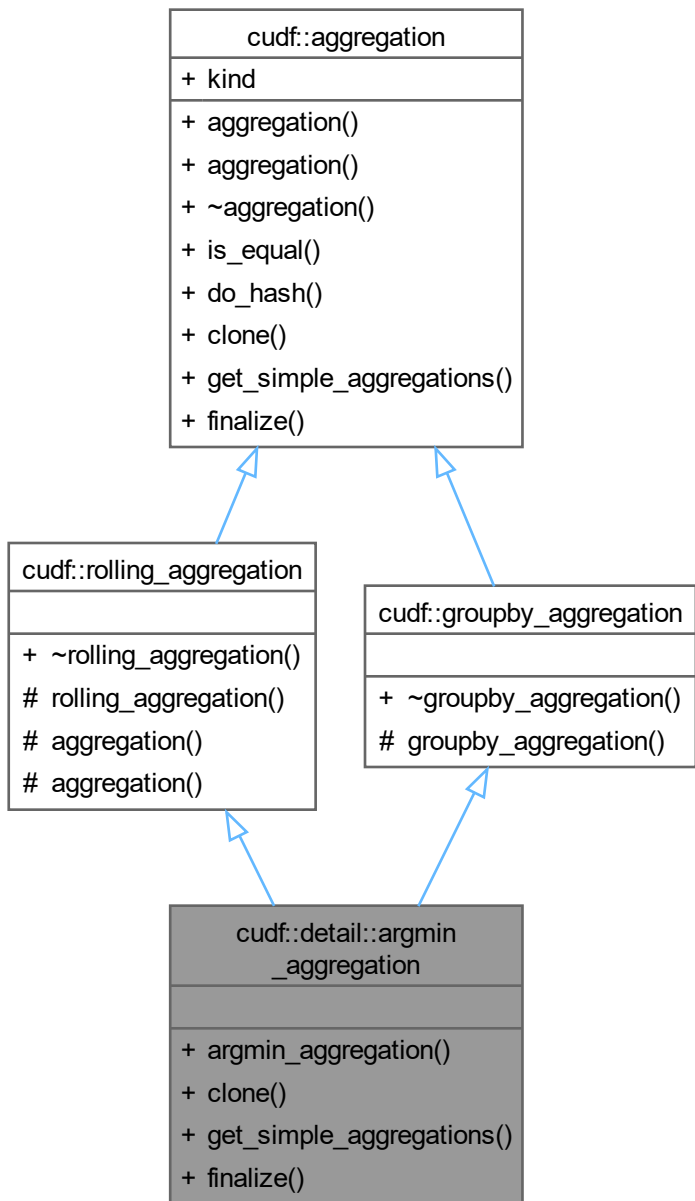 cudf::aggregation
+ kind
+ aggregation()
+ aggregation()
+ ~aggregation()
+ is_equal()
+ do_hash()
+ clone()
+ get_simple_aggregations()
+ finalize()
cudf::rolling_aggregation
+ ~rolling_aggregation()
# rolling_aggregation()
# aggregation()
# aggregation()
cudf::groupby_aggregation
+ ~groupby_aggregation()
# groupby_aggregation()
cudf::detail::argmin
_aggregation
+ argmin_aggregation()
+ clone()
+ get_simple_aggregations()
+ finalize()